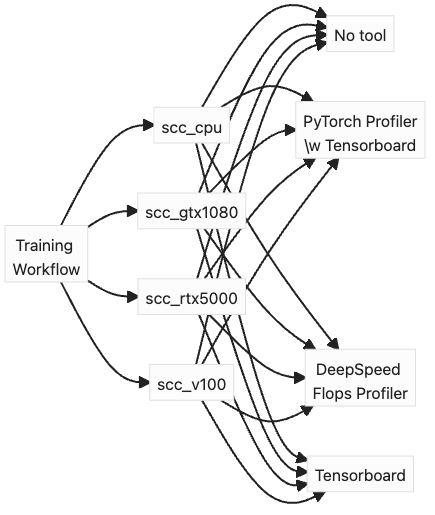 Training
Workflow
scc_cpu
scc_gtx1080
scc_rtx5000
scc_v100
No tool
PyTorch Profiler
\w Tensorboard
DeepSpeed
Flops Profiler
Tensorboard